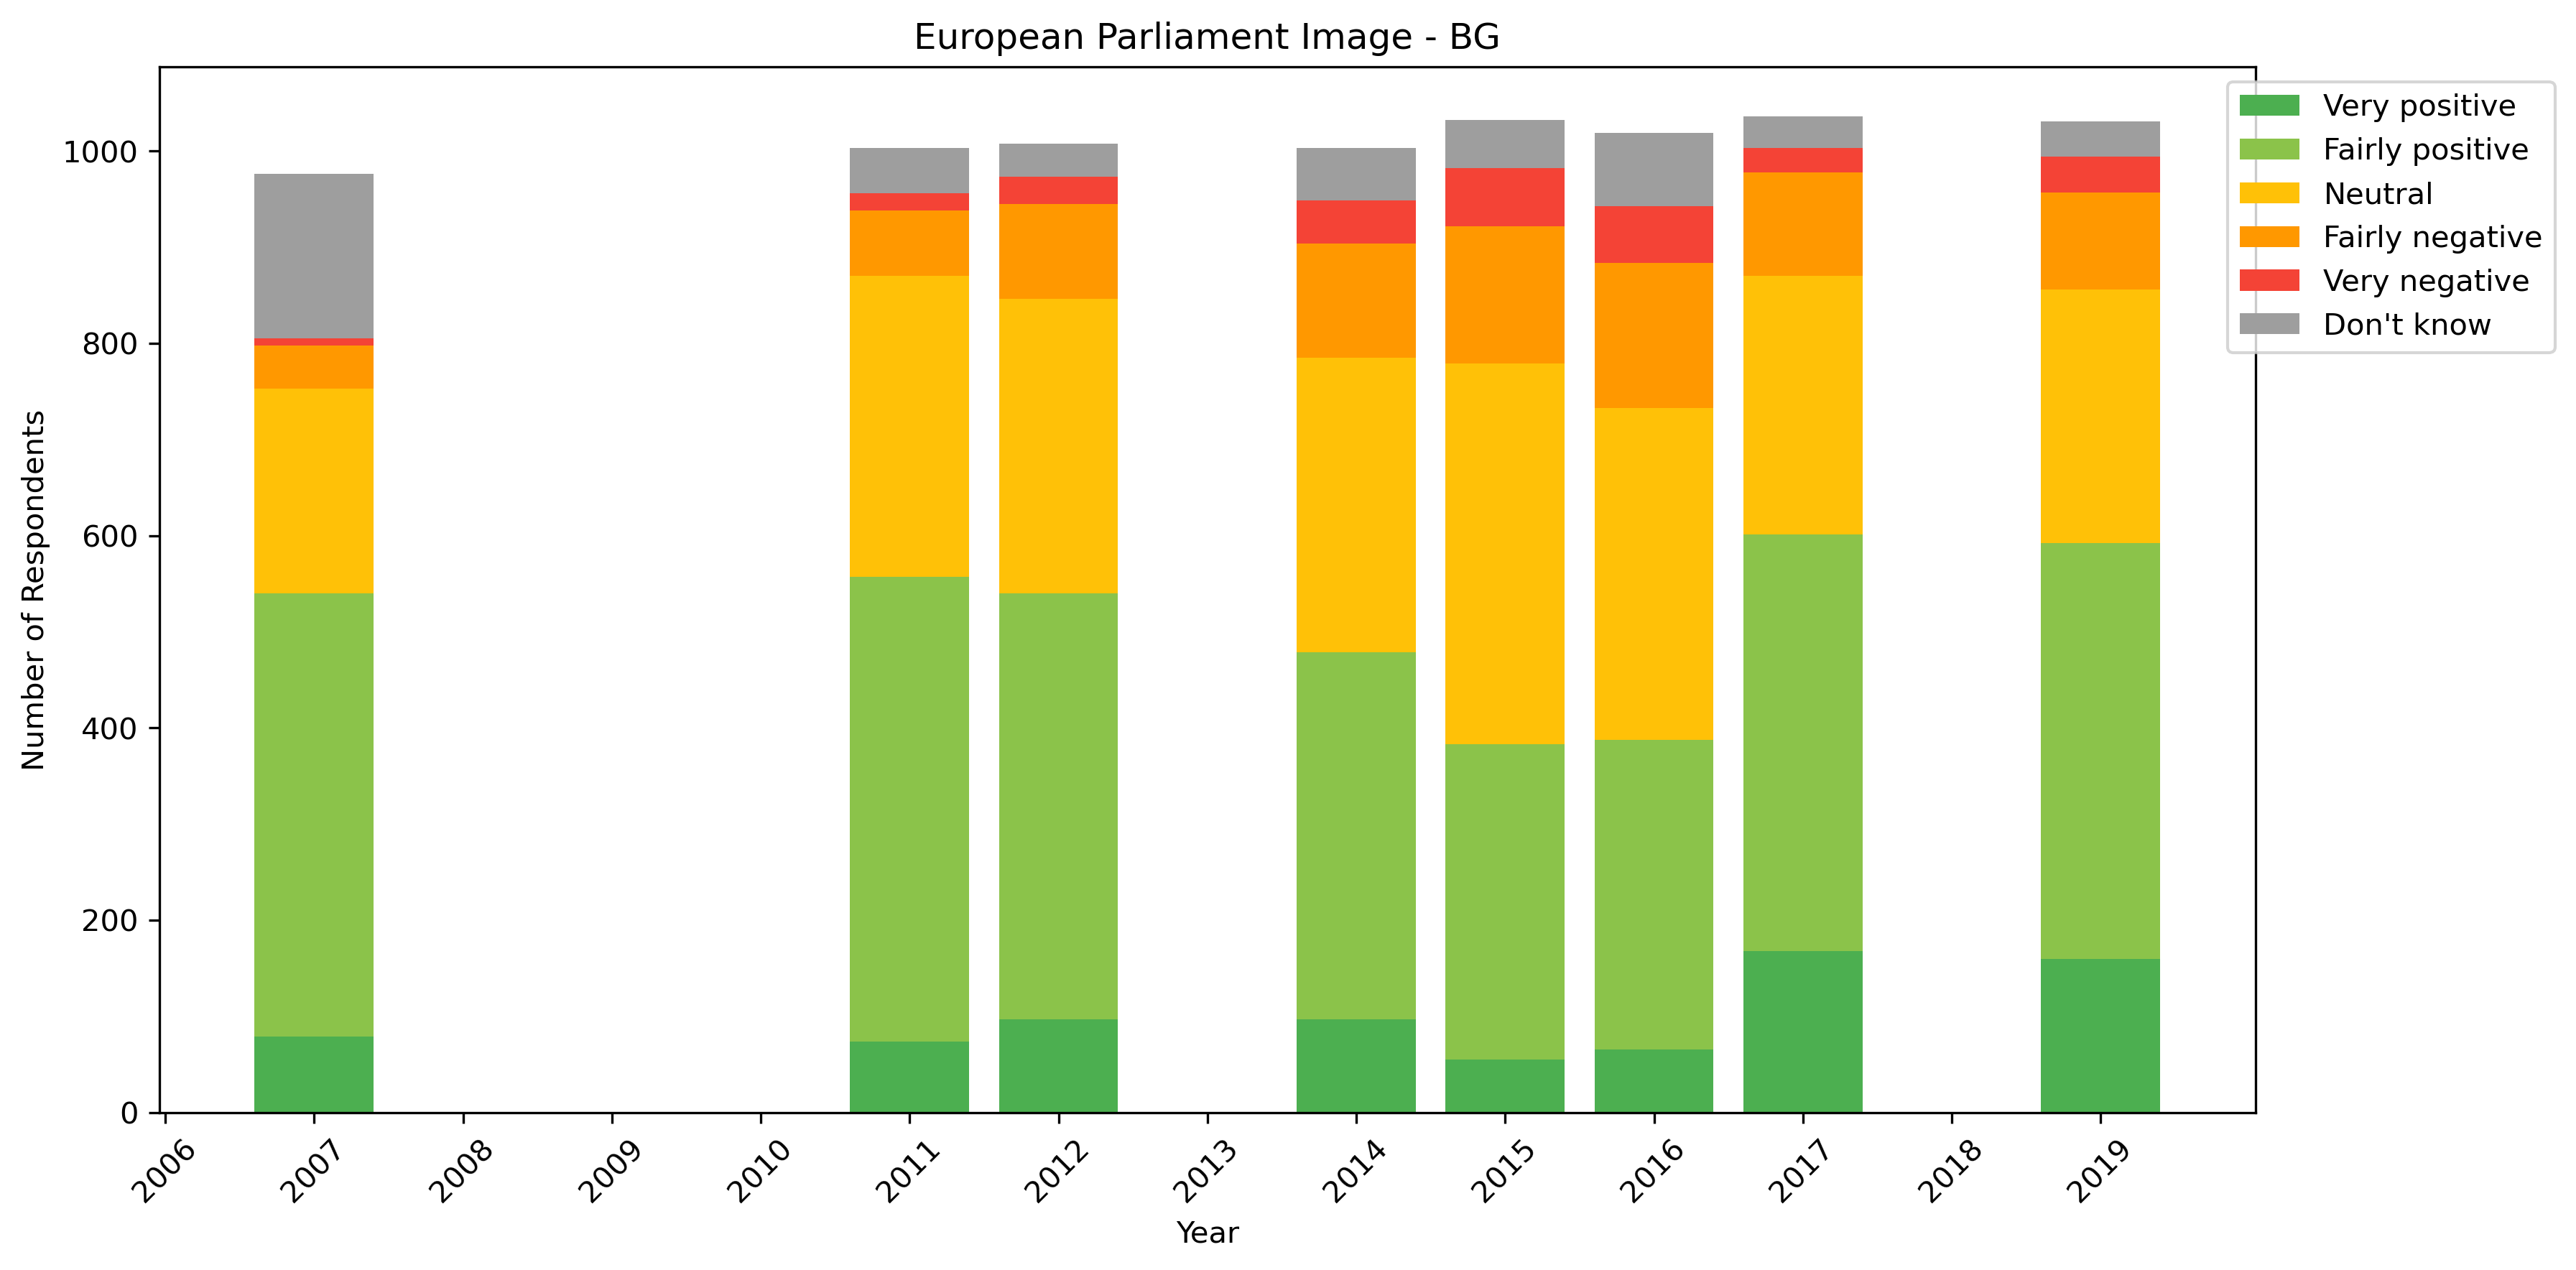 European Parliament Image - BG
Number of Respondents
1000
800
600
400
200
0
2006
2007
2008
2009
2010
2011
2012
2013
2014
2015
2016
2017
2018
2019
Year
Very positive
Fairly positive
Neutral
Fairly negative
Very negative
Don't know